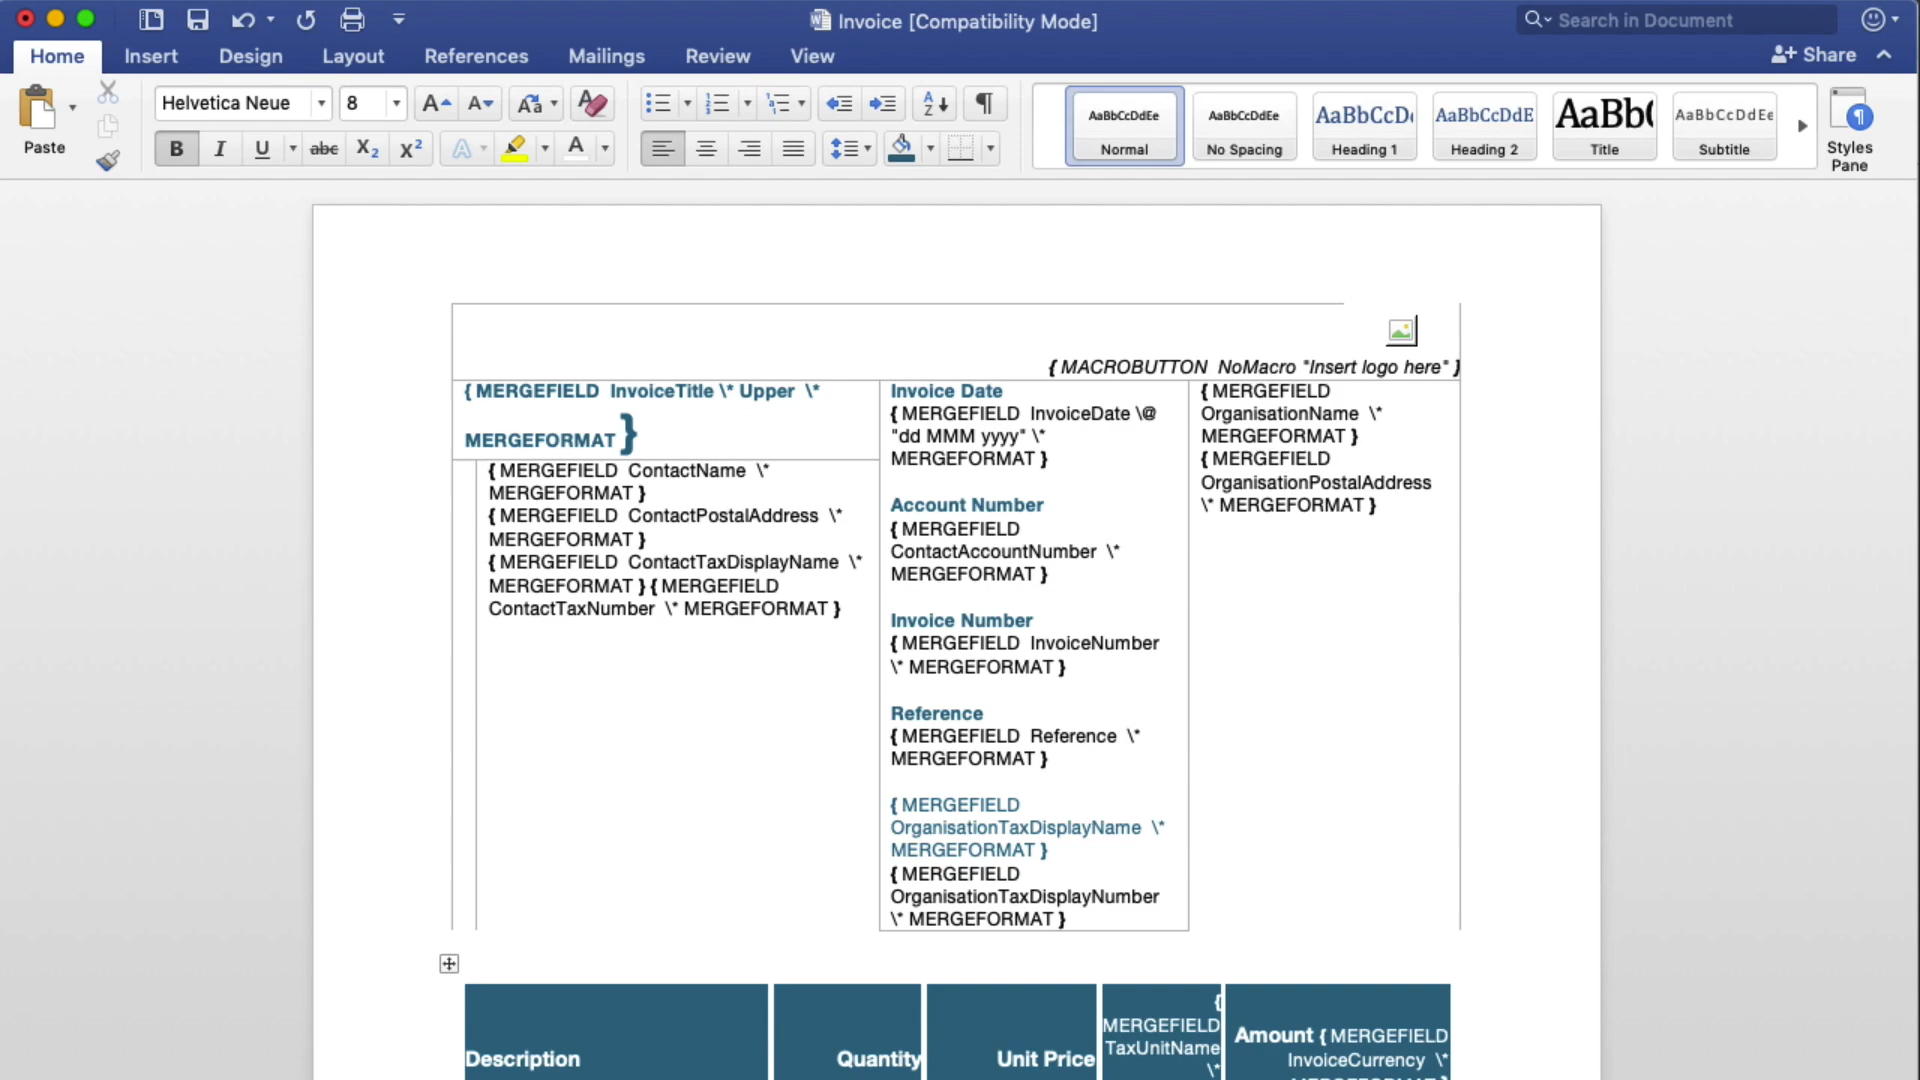 Invoice [Compatibility Mode]
Search in Document
Home Insert Design Layout References Mailings Review View
Share
Paste
Helvetica Neue 8
A A Aa A
B I U abc X2 X² A A
A Z
¶
AaBbCcDdEe Normal
AaBbCcDdEe No Spacing
AaBbCcD Heading 1
AaBbCcDdE Heading 2
AaBb( Title
AaBbCcDdEe Subtitle
Styles
Pane
{ MACROBUTTON NoMacro "Insert logo here" }
{ MERGEFIELD InvoiceTitle \* Upper \*
MERGEFORMAT }
{ MERGEFIELD ContactName \*
MERGEFORMAT }
{ MERGEFIELD ContactPostalAddress \*
MERGEFORMAT }
{ MERGEFIELD ContactTaxDisplayName \*
MERGEFORMAT } { MERGEFIELD
ContactTaxNumber \* MERGEFORMAT }
Invoice Date
{ MERGEFIELD InvoiceDate \@
"dd MMM yyyy" \*
MERGEFORMAT }
Account Number
{ MERGEFIELD
ContactAccountNumber \*
MERGEFORMAT }
Invoice Number
{ MERGEFIELD InvoiceNumber
\* MERGEFORMAT }
Reference
{ MERGEFIELD Reference \*
MERGEFORMAT }
{ MERGEFIELD
OrganisationTaxDisplayName \*
MERGEFORMAT }
{ MERGEFIELD
OrganisationTaxDisplayNumber
\* MERGEFORMAT }
{ MERGEFIELD
OrganisationName \*
MERGEFORMAT }
{ MERGEFIELD
OrganisationPostalAddress
\* MERGEFORMAT }
Description
Quantity
Unit Price
{
MERGEFIELD
TaxUnitName
\*
Amount { MERGEFIELD
InvoiceCurrency \*